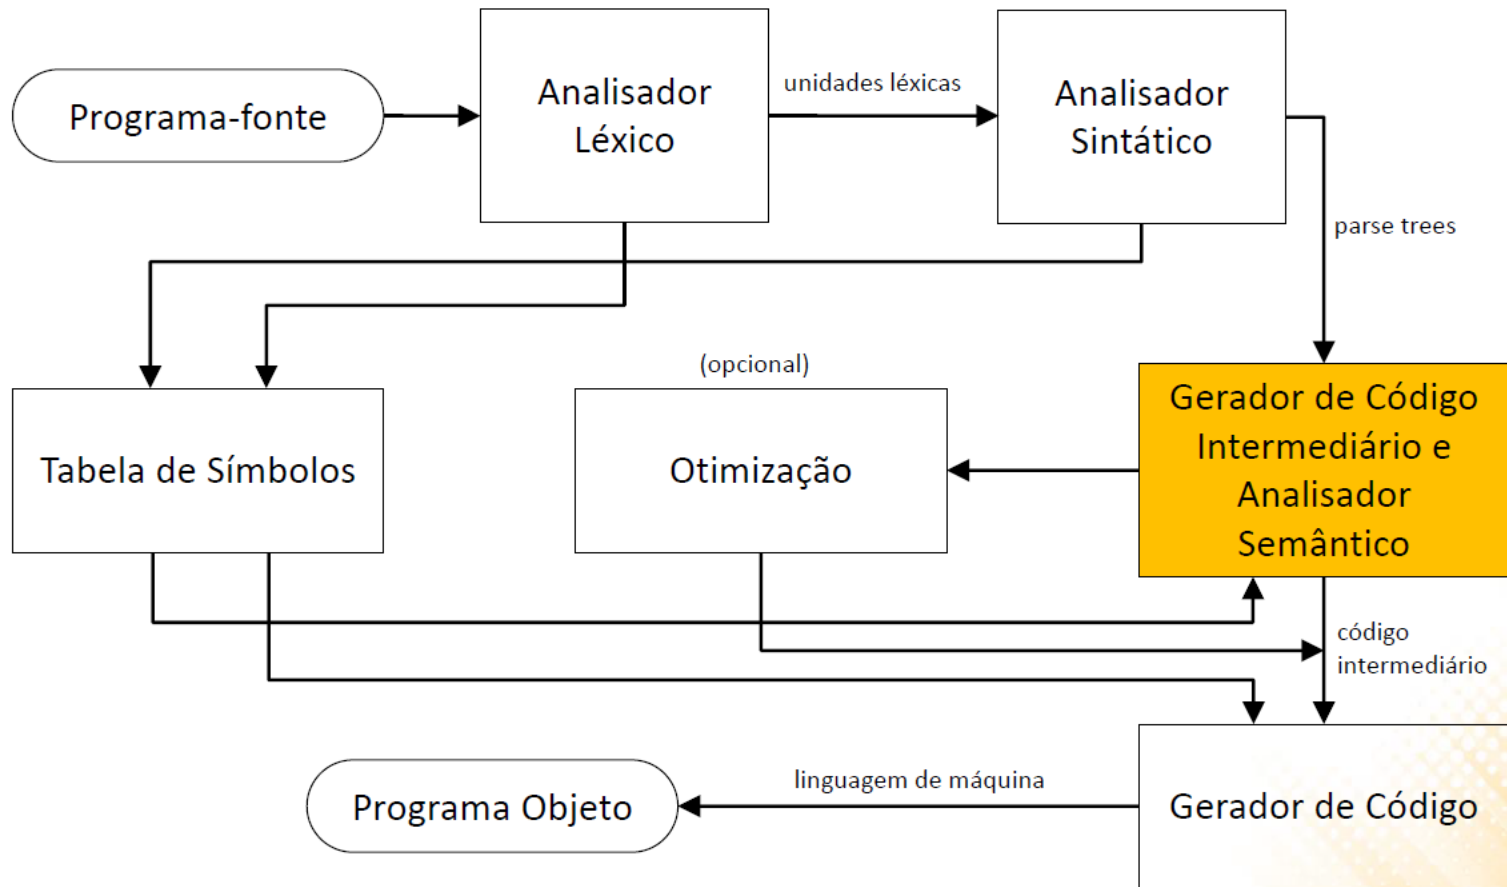 Programa-fonte
Analisador
Léxico
unidades léxicas
Analisador
Sintático
parse trees
(opcional)
Tabela de Símbolos
Otimização
Gerador de Código
Intermediário e
Analisador
Semântico
código
intermediário
Programa Objeto
linguagem de máquina
Gerador de Código